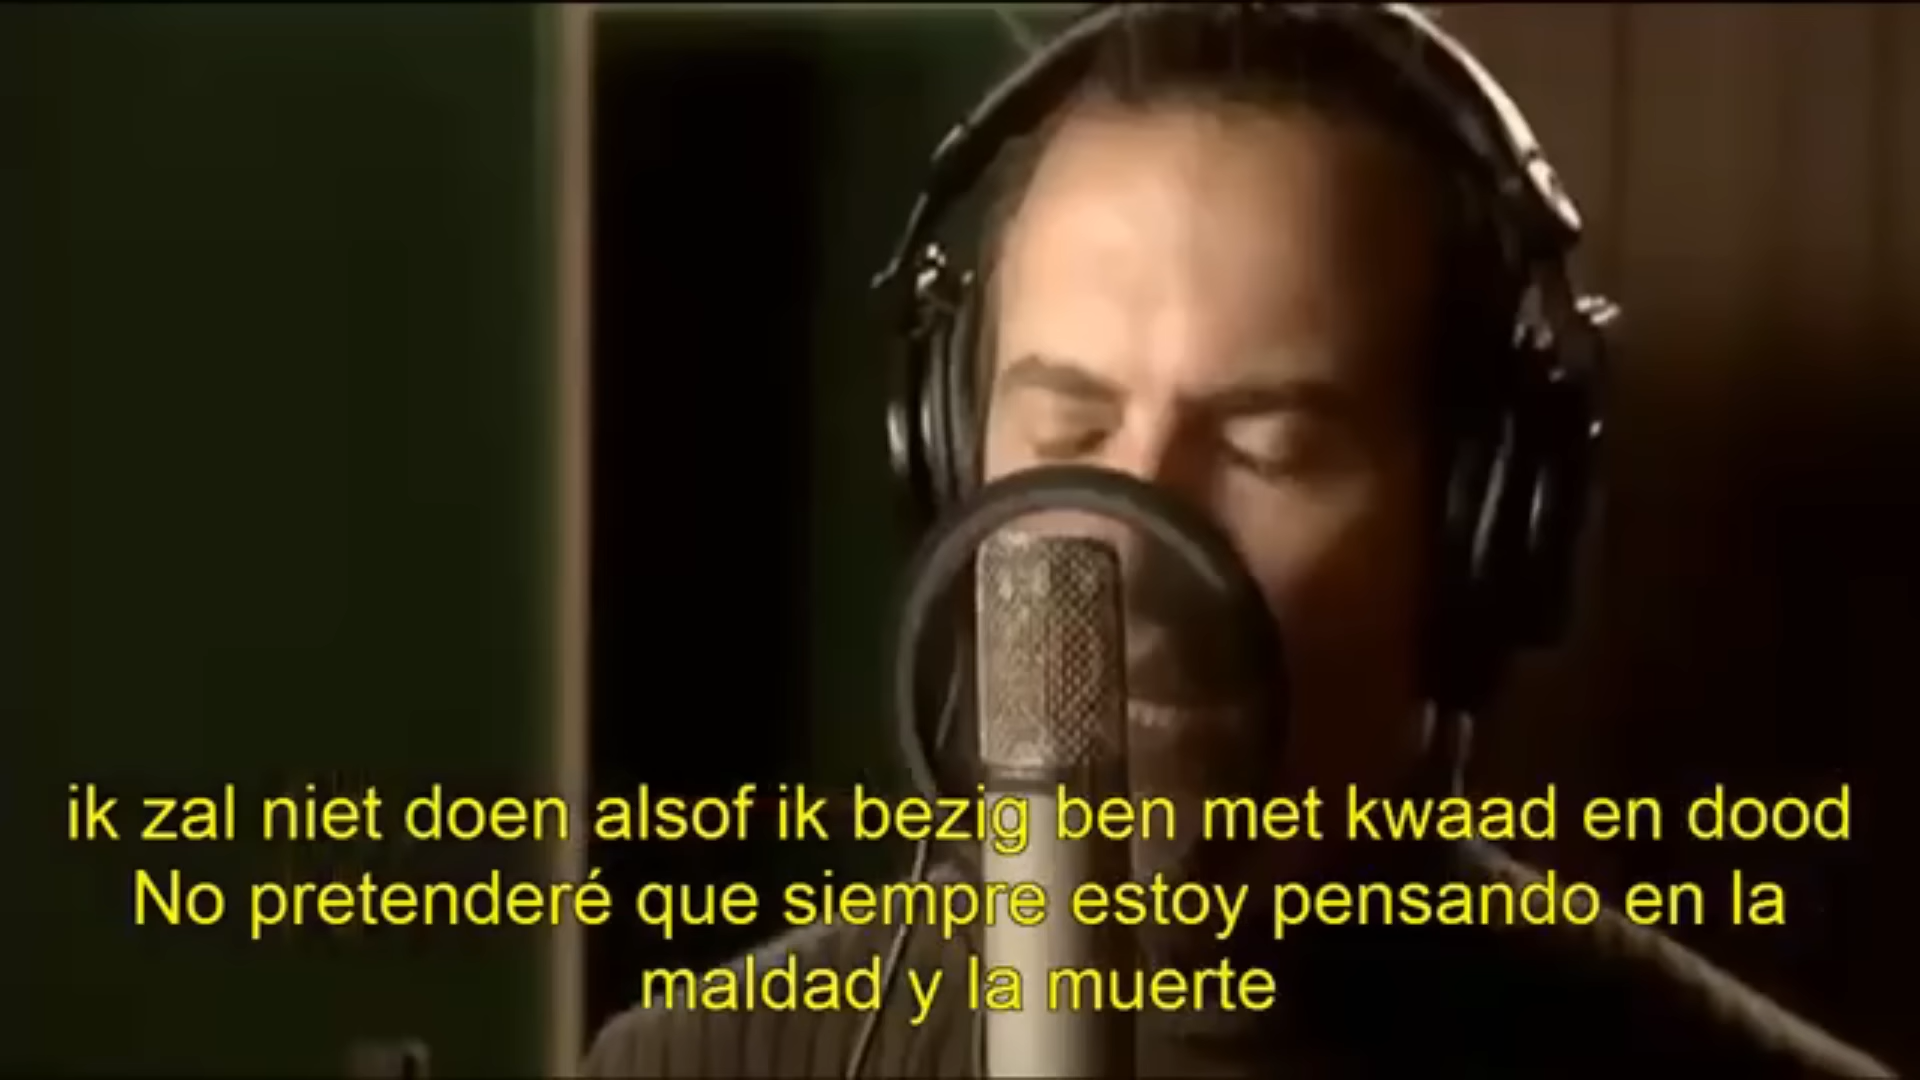 ik zal niet doen alsof ik bezig ben met kwaad en dood
No pretenderé que siempre estoy pensando en la
maldad y la muerte